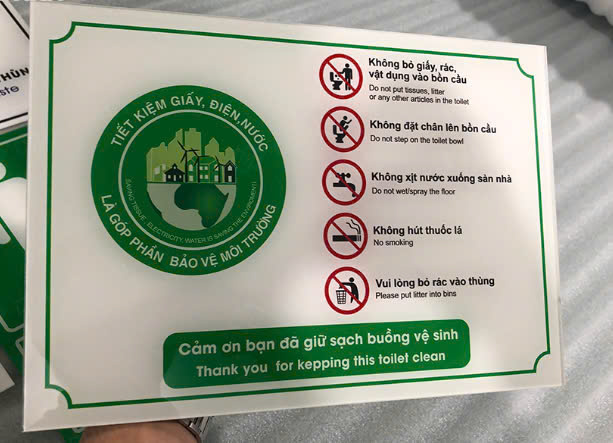 THÙN
ste
TIẾT KIỆM GIẤY, ĐIỆN, NƯỚC
SAVING TISSUE, ELECTRICITY, WATER IS SAVING THE ENVIROMENT
LÀ GÓP PHẦN BẢO VỆ MÔI TRƯỜNG
Không bỏ giấy, rác,
vật dụng vào bồn cầu
Do not put tissues, litter
or any other articles in the toilet
Không đặt chân lên bồn cầu
Do not step on the toilet bowl
Không xịt nước xuống sàn nhà
Do not wet/spray the floor
Không hút thuốc lá
No smoking
Vui lòng bỏ rác vào thùng
Please put litter into bins
Cảm ơn bạn đã giữ sạch buồng vệ sinh
Thank you for kepping this toilet clean